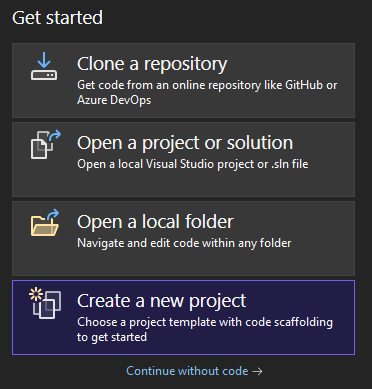 Get started
Clone a repository
Get code from an online repository like GitHub or
Azure DevOps
Open a project or solution
Open a local Visual Studio project or .sln file
Open a local folder
Navigate and edit code within any folder
Create a new project
Choose a project template with code scaffolding
to get started
Continue without code →